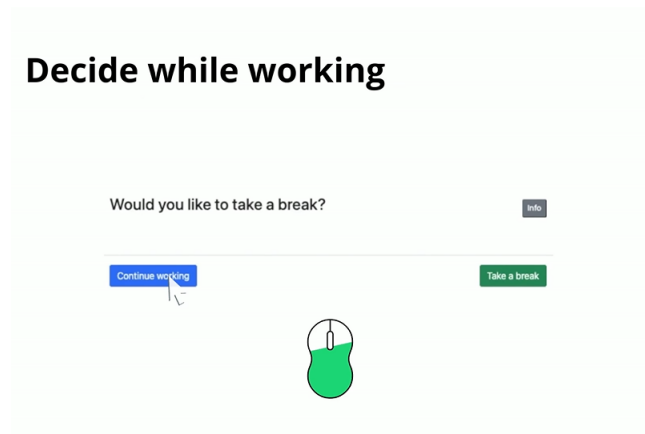 Decide while working
Would you like to take a break?
Info
Continue working
Take a break